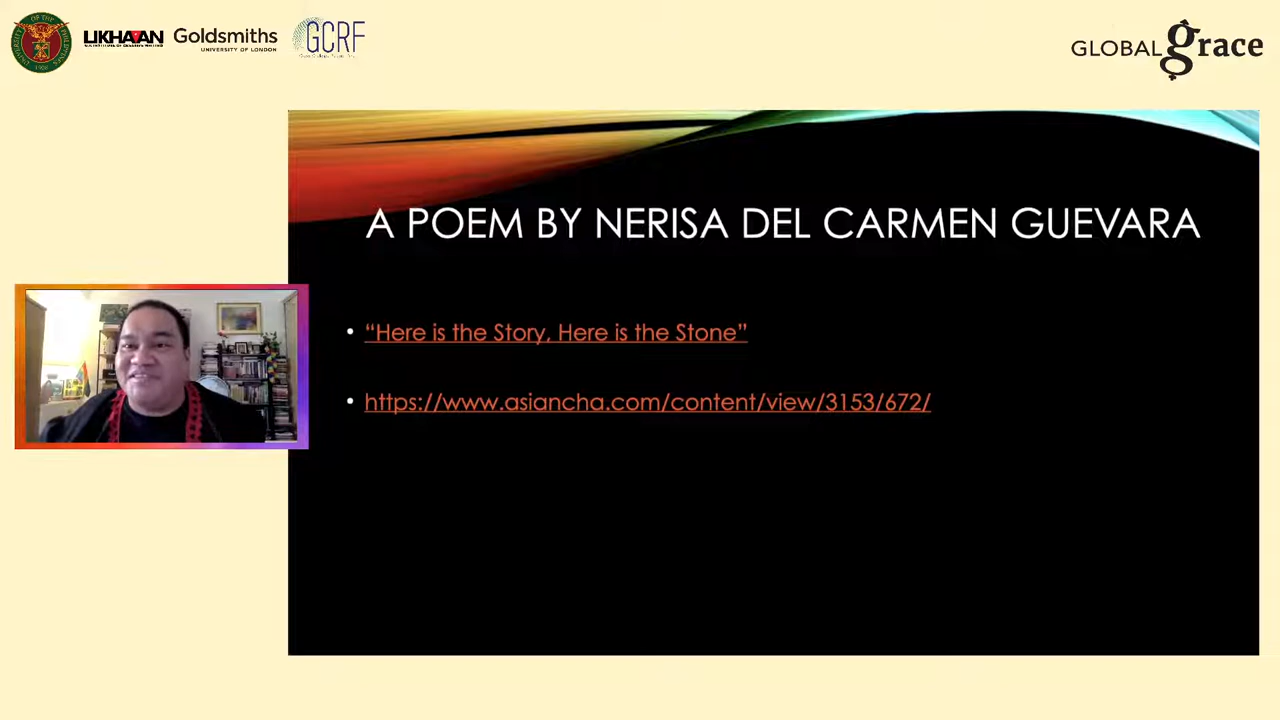 LIKHAAN
Goldsmiths
UNIVERSITY OF LONDON
GCRF
GLOBAL grace
A POEM BY NERISA DEL CARMEN GUEVARA
• “Here is the Story, Here is the Stone”
• https://www.asiancha.com/content/view/3153/672/